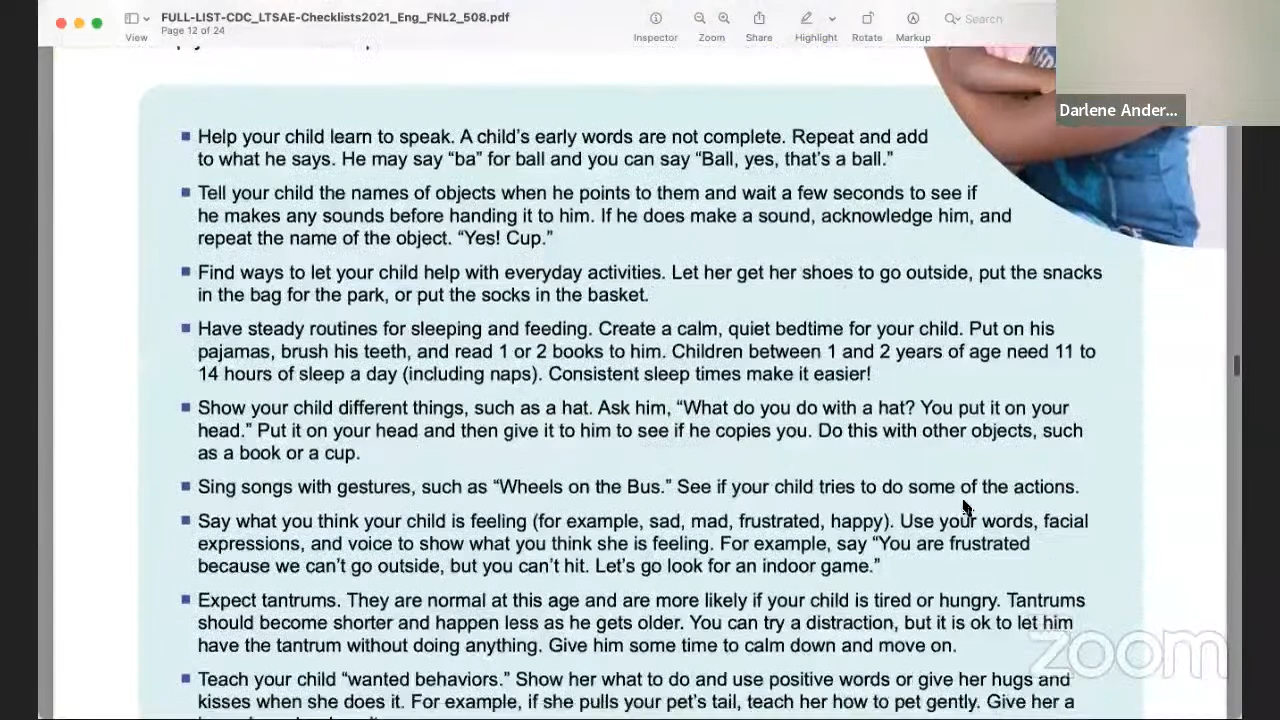 FULL-LIST-CDC_LTSAE-Checklists2021_Eng_FNL2_508.pdf
Page 12 of 24
View
Inspector
Zoom
Share
Highlight
Rotate
Markup
Search
Darlene Ander...
■ Help your child learn to speak. A child’s early words are not complete. Repeat and add
to what he says. He may say “ba” for ball and you can say “Ball, yes, that’s a ball.”
■ Tell your child the names of objects when he points to them and wait a few seconds to see if
he makes any sounds before handing it to him. If he does make a sound, acknowledge him, and
repeat the name of the object. “Yes! Cup.”
■ Find ways to let your child help with everyday activities. Let her get her shoes to go outside, put the snacks
in the bag for the park, or put the socks in the basket.
■ Have steady routines for sleeping and feeding. Create a calm, quiet bedtime for your child. Put on his
pajamas, brush his teeth, and read 1 or 2 books to him. Children between 1 and 2 years of age need 11 to
14 hours of sleep a day (including naps). Consistent sleep times make it easier!
■ Show your child different things, such as a hat. Ask him, “What do you do with a hat? You put it on your
head.” Put it on your head and then give it to him to see if he copies you. Do this with other objects, such
as a book or a cup.
■ Sing songs with gestures, such as “Wheels on the Bus.” See if your child tries to do some of the actions.
■ Say what you think your child is feeling (for example, sad, mad, frustrated, happy). Use your words, facial
expressions, and voice to show what you think she is feeling. For example, say “You are frustrated
because we can’t go outside, but you can’t hit. Let’s go look for an indoor game.”
■ Expect tantrums. They are normal at this age and are more likely if your child is tired or hungry. Tantrums
should become shorter and happen less as he gets older. You can try a distraction, but it is ok to let him
have the tantrum without doing anything. Give him some time to calm down and move on.
■ Teach your child “wanted behaviors.” Show her what to do and use positive words or give her hugs and
kisses when she does it. For example, if she pulls your pet’s tail, teach her how to pet gently. Give her a
zoom